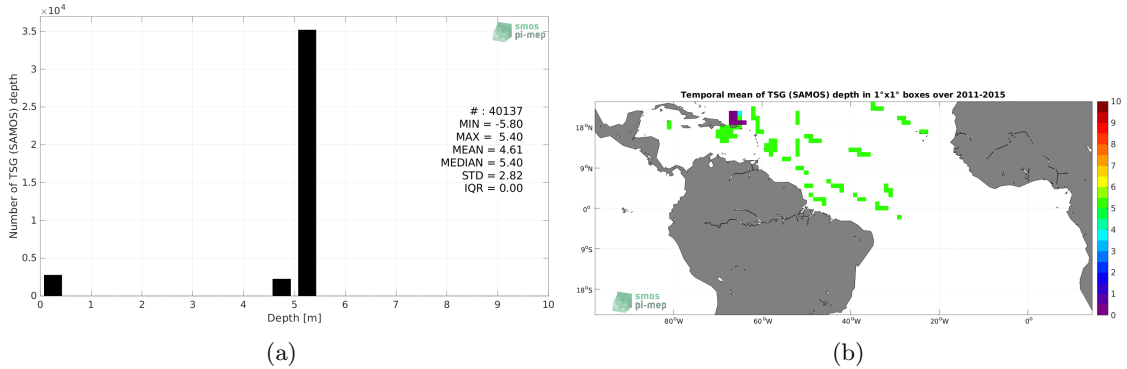 ×10⁴
3.5
3
2.5
2
1.5
1
0.5
0
Number of TSG (SAMOS) depth
smos
pi-mep
# : 40137
MIN = -5.80
MAX = 5.40
MEAN = 4.61
MEDIAN = 5.40
STD = 2.82
IQR = 0.00
0 1 2 3 4 5 6 7 8 9 10
Depth [m]
(a)
Temporal mean of TSG (SAMOS) depth in 1°x1° boxes over 2011-2015
18°N
9°N
0°
9°S
18°S
smos
pi-mep
80°W 60°W 40°W 20°W 0°
10
9
8
7
6
5
4
3
2
1
0
(b)